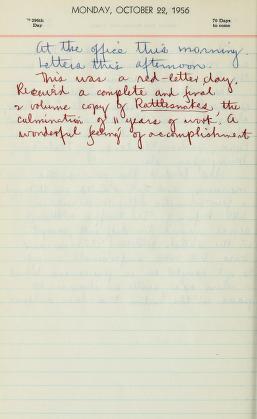 MONDAY, OCTOBER 22, 1956
296th Day
70 Days to come
At the office this morning.
Letters this afternoon.
This was a red-letter day.
Received a complete and final
2 volume copy of Rattlesnakes, the
culmination of 11 years of work. A
wonderful feeling of accomplishment